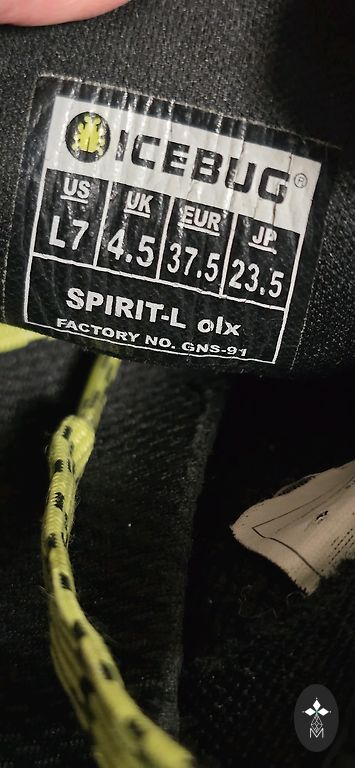 ICEBUG®
US UK EUR JP
L7 4.5 37.5 23.5
SPIRIT-L olx
FACTORY NO. GNS-91
M